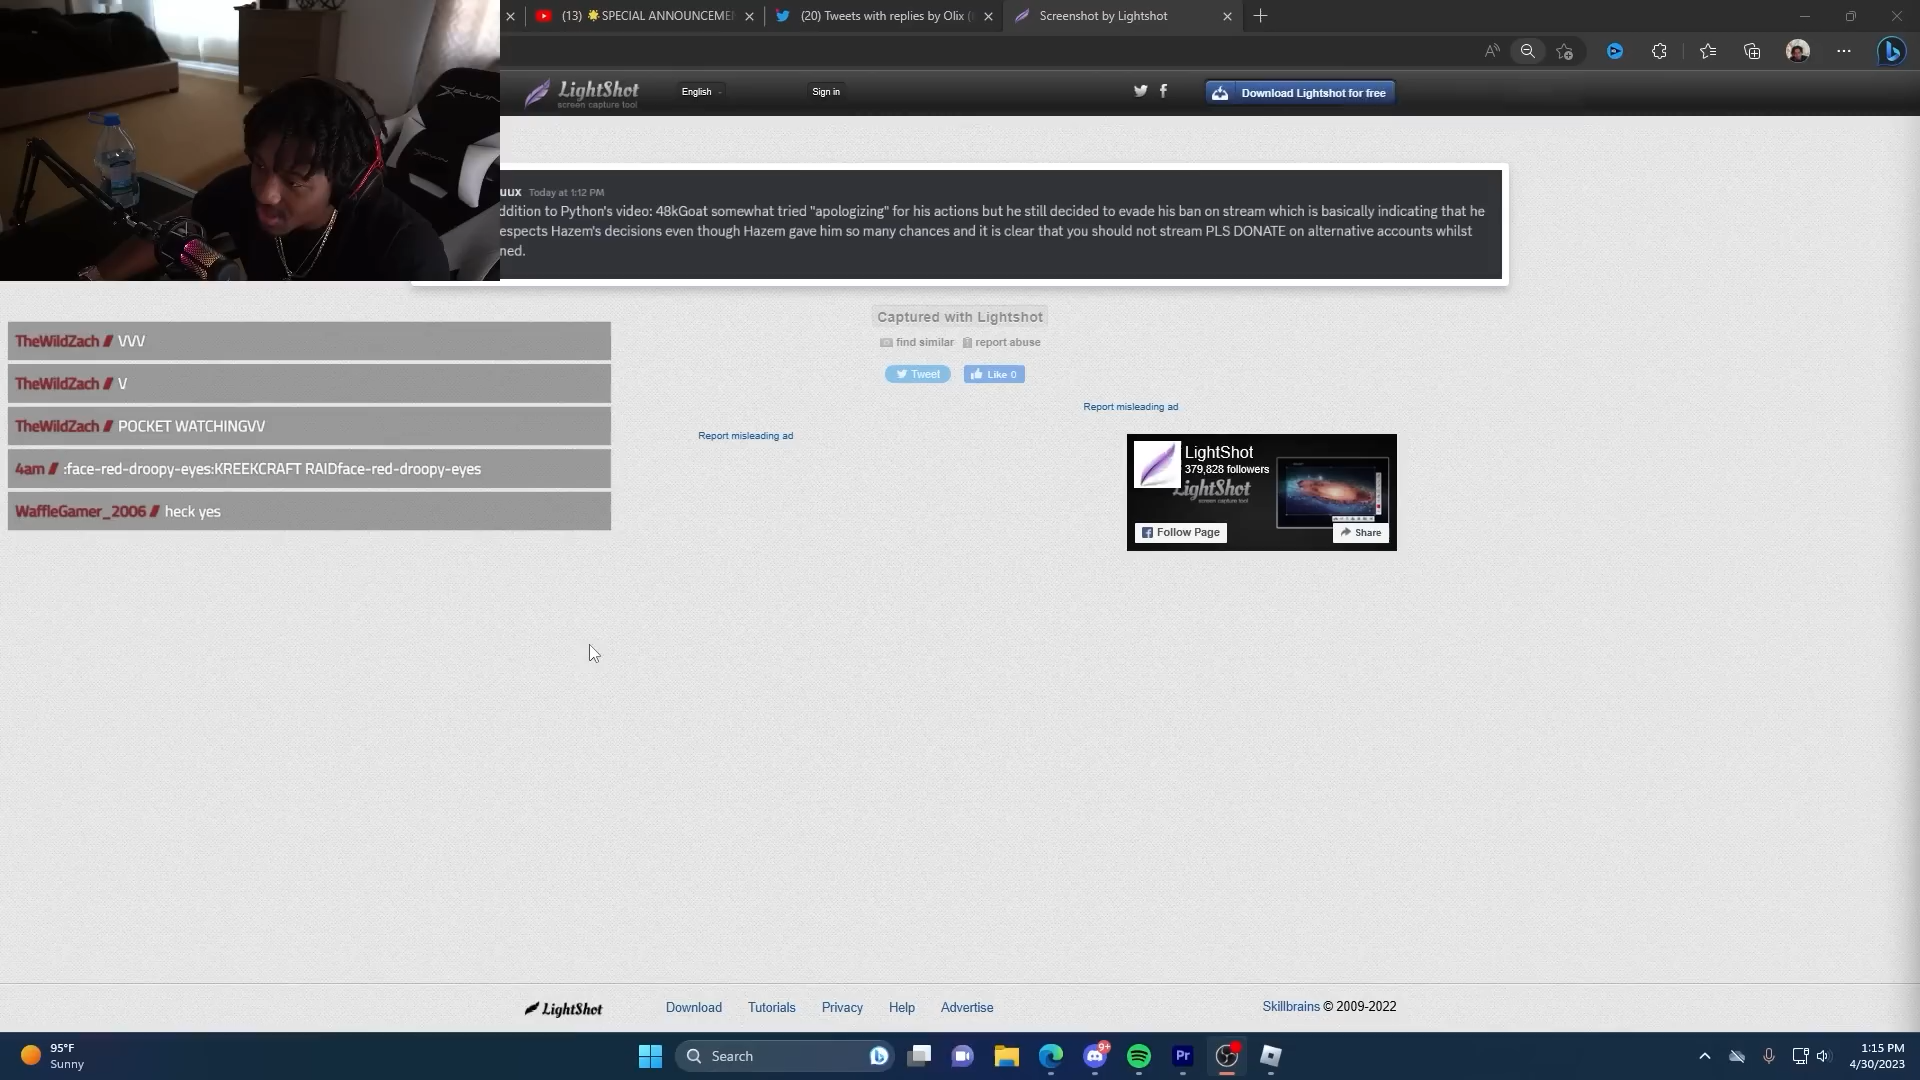 (13) 🌟SPECIAL ANNOUNCEME
(20) Tweets with replies by Olix (
Screenshot by Lightshot
LightShot
screen capture tool
English
Sign in
Download Lightshot for free
uux Today at 1:12 PM
ddition to Python's video: 48kGoat somewhat tried "apologizing" for his actions but he still decided to evade his ban on stream which is basically indicating that he
espects Hazem's decisions even though Hazem gave him so many chances and it is clear that you should not stream PLS DONATE on alternative accounts whilst
ned.
Captured with Lightshot
find similar report abuse
Tweet Like 0
Report misleading ad
Report misleading ad
TheWildZach // VVV
TheWildZach // V
TheWildZach // POCKET WATCHINGVV
4am // :face-red-droopy-eyes:KREEKCRAFT RAIDface-red-droopy-eyes
WaffleGamer_2006 // heck yes
LightShot
379,828 followers
LightShot
screen capture tool
Follow Page
Share
LightShot
Download Tutorials Privacy Help Advertise
Skillbrains © 2009-2022
95°F
Sunny
Search
9+
Pr
1:15 PM
4/30/2023